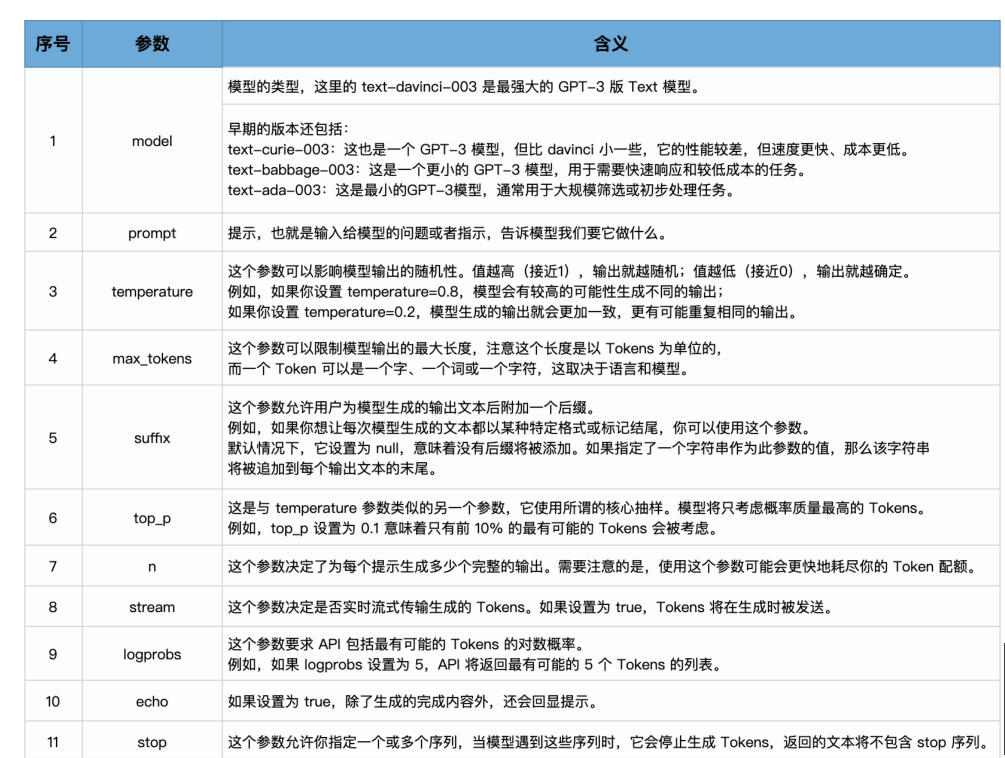 序号 参数 含义
1 model 模型的类型，这里的 text-davinci-003 是最强大的 GPT-3 版 Text 模型。
早期的版本还包括：
text-curie-003：这也是一个 GPT-3 模型，但比 davinci 小一些，它的性能较差，但速度更快、成本更低。
text-babbage-003：这是一个更小的 GPT-3 模型，用于需要快速响应和较低成本的任务。
text-ada-003：这是最小的GPT-3模型，通常用于大规模筛选或初步处理任务。
2 prompt 提示，也就是输入给模型的问题或者指示，告诉模型我们要它做什么。
3 temperature 这个参数可以影响模型输出的随机性。值越高（接近1），输出就越随机；值越低（接近0），输出就越确定。
例如，如果你设置 temperature=0.8，模型会有较高的可能性生成不同的输出；
如果你设置 temperature=0.2，模型生成的输出就会更加一致，更有可能重复相同的输出。
4 max_tokens 这个参数可以限制模型输出的最大长度，注意这个长度是以 Tokens 为单位的，
而一个 Token 可以是一个字、一个词或一个字符，这取决于语言和模型。
5 suffix 这个参数允许用户为模型生成的输出文本后附加一个后缀。
例如，如果你想让每次模型生成的文本都以某种特定格式或标记结尾，你可以使用这个参数。
默认情况下，它设置为 null，意味着没有后缀将被添加。如果指定了一个字符串作为此参数的值，那么该字符串
将被追加到每个输出文本的末尾。
6 top_p 这是与 temperature 参数类似的另一个参数，它使用所谓的核心抽样。模型将只考虑概率质量最高的 Tokens。
例如，top_p 设置为 0.1 意味着只有前 10% 的最有可能的 Tokens 会被考虑。
7 n 这个参数决定了为每个提示生成多少个完整的输出。需要注意的是，使用这个参数可能会更快地耗尽你的 Token 配额。
8 stream 这个参数决定是否实时流式传输生成的 Tokens。如果设置为 true，Tokens 将在生成时被发送。
9 logprobs 这个参数要求 API 包括最有可能的 Tokens 的对数概率。
例如，如果 logprobs 设置为 5，API 将返回最有可能的 5 个 Tokens 的列表。
10 echo 如果设置为 true，除了生成的完成内容外，还会回显提示。
11 stop 这个参数允许你指定一个或多个序列，当模型遇到这些序列时，它会停止生成 Tokens，返回的文本将不包含 stop 序列。